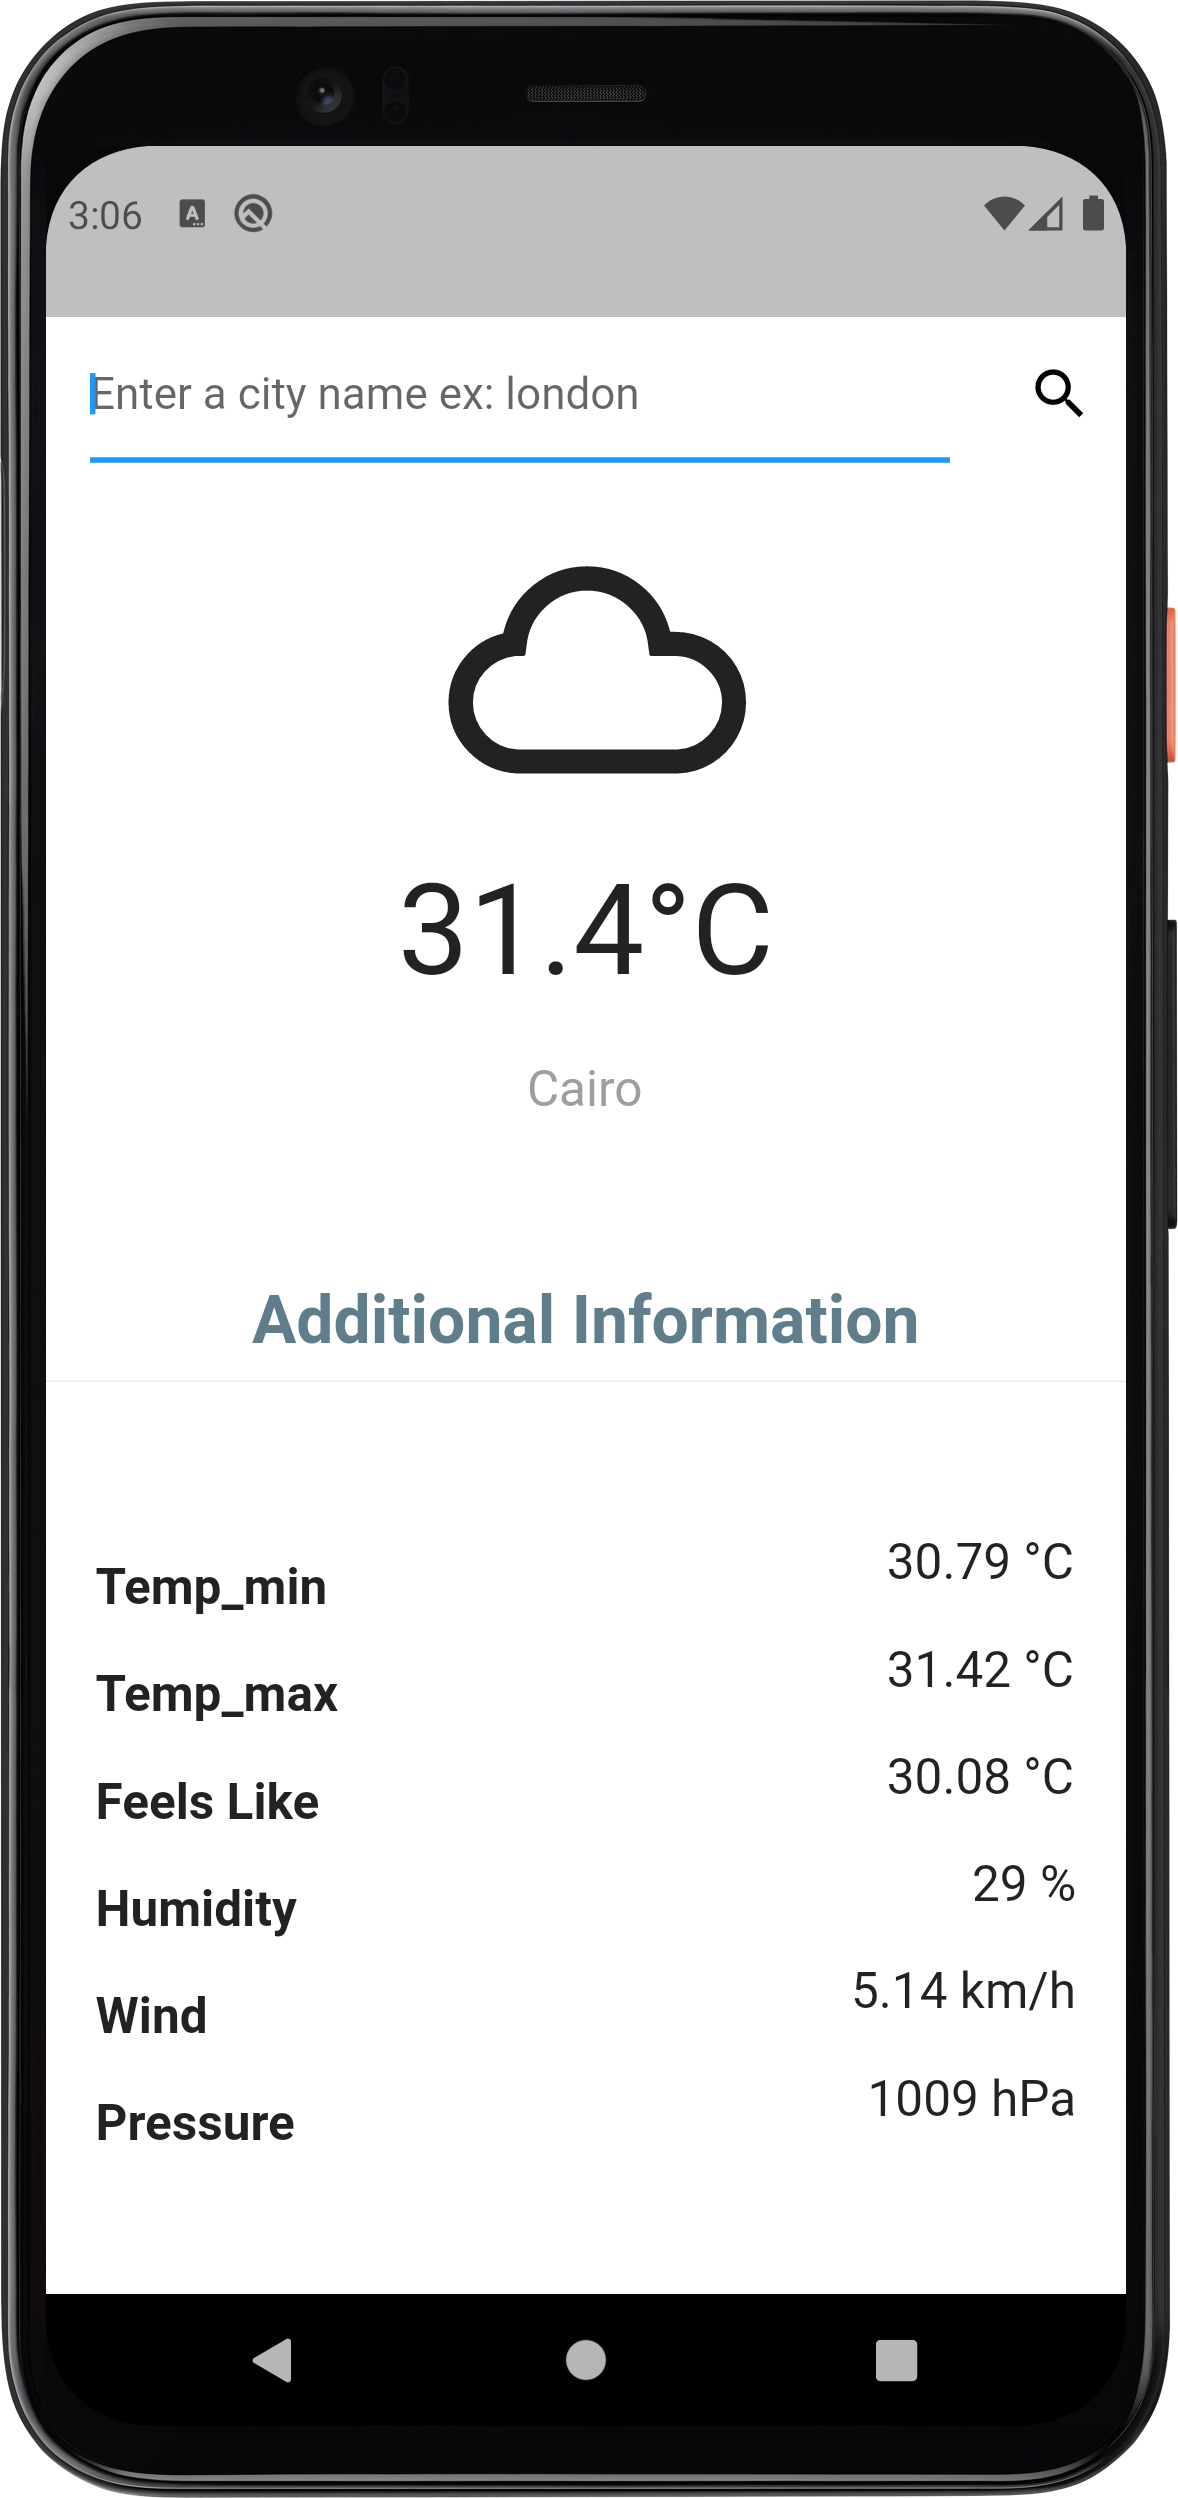 3:06
Enter a city name ex: london
31.4°C
Cairo
Additional Information
Temp_min 30.79 °C
Temp_max 31.42 °C
Feels Like 30.08 °C
Humidity 29 %
Wind 5.14 km/h
Pressure 1009 hPa